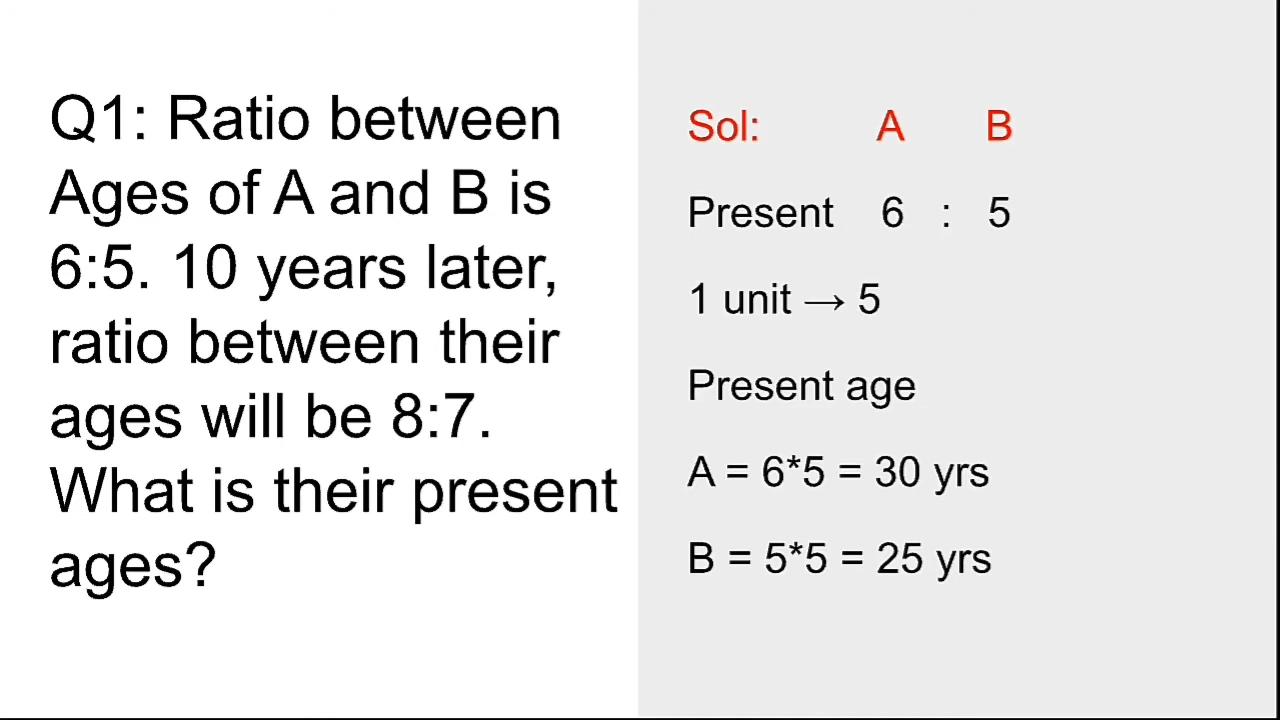 Q1: Ratio between
Ages of A and B is
6:5. 10 years later,
ratio between their
ages will be 8:7.
What is their present
ages?
Sol: A B
Present 6 : 5
1 unit → 5
Present age
A = 6*5 = 30 yrs
B = 5*5 = 25 yrs